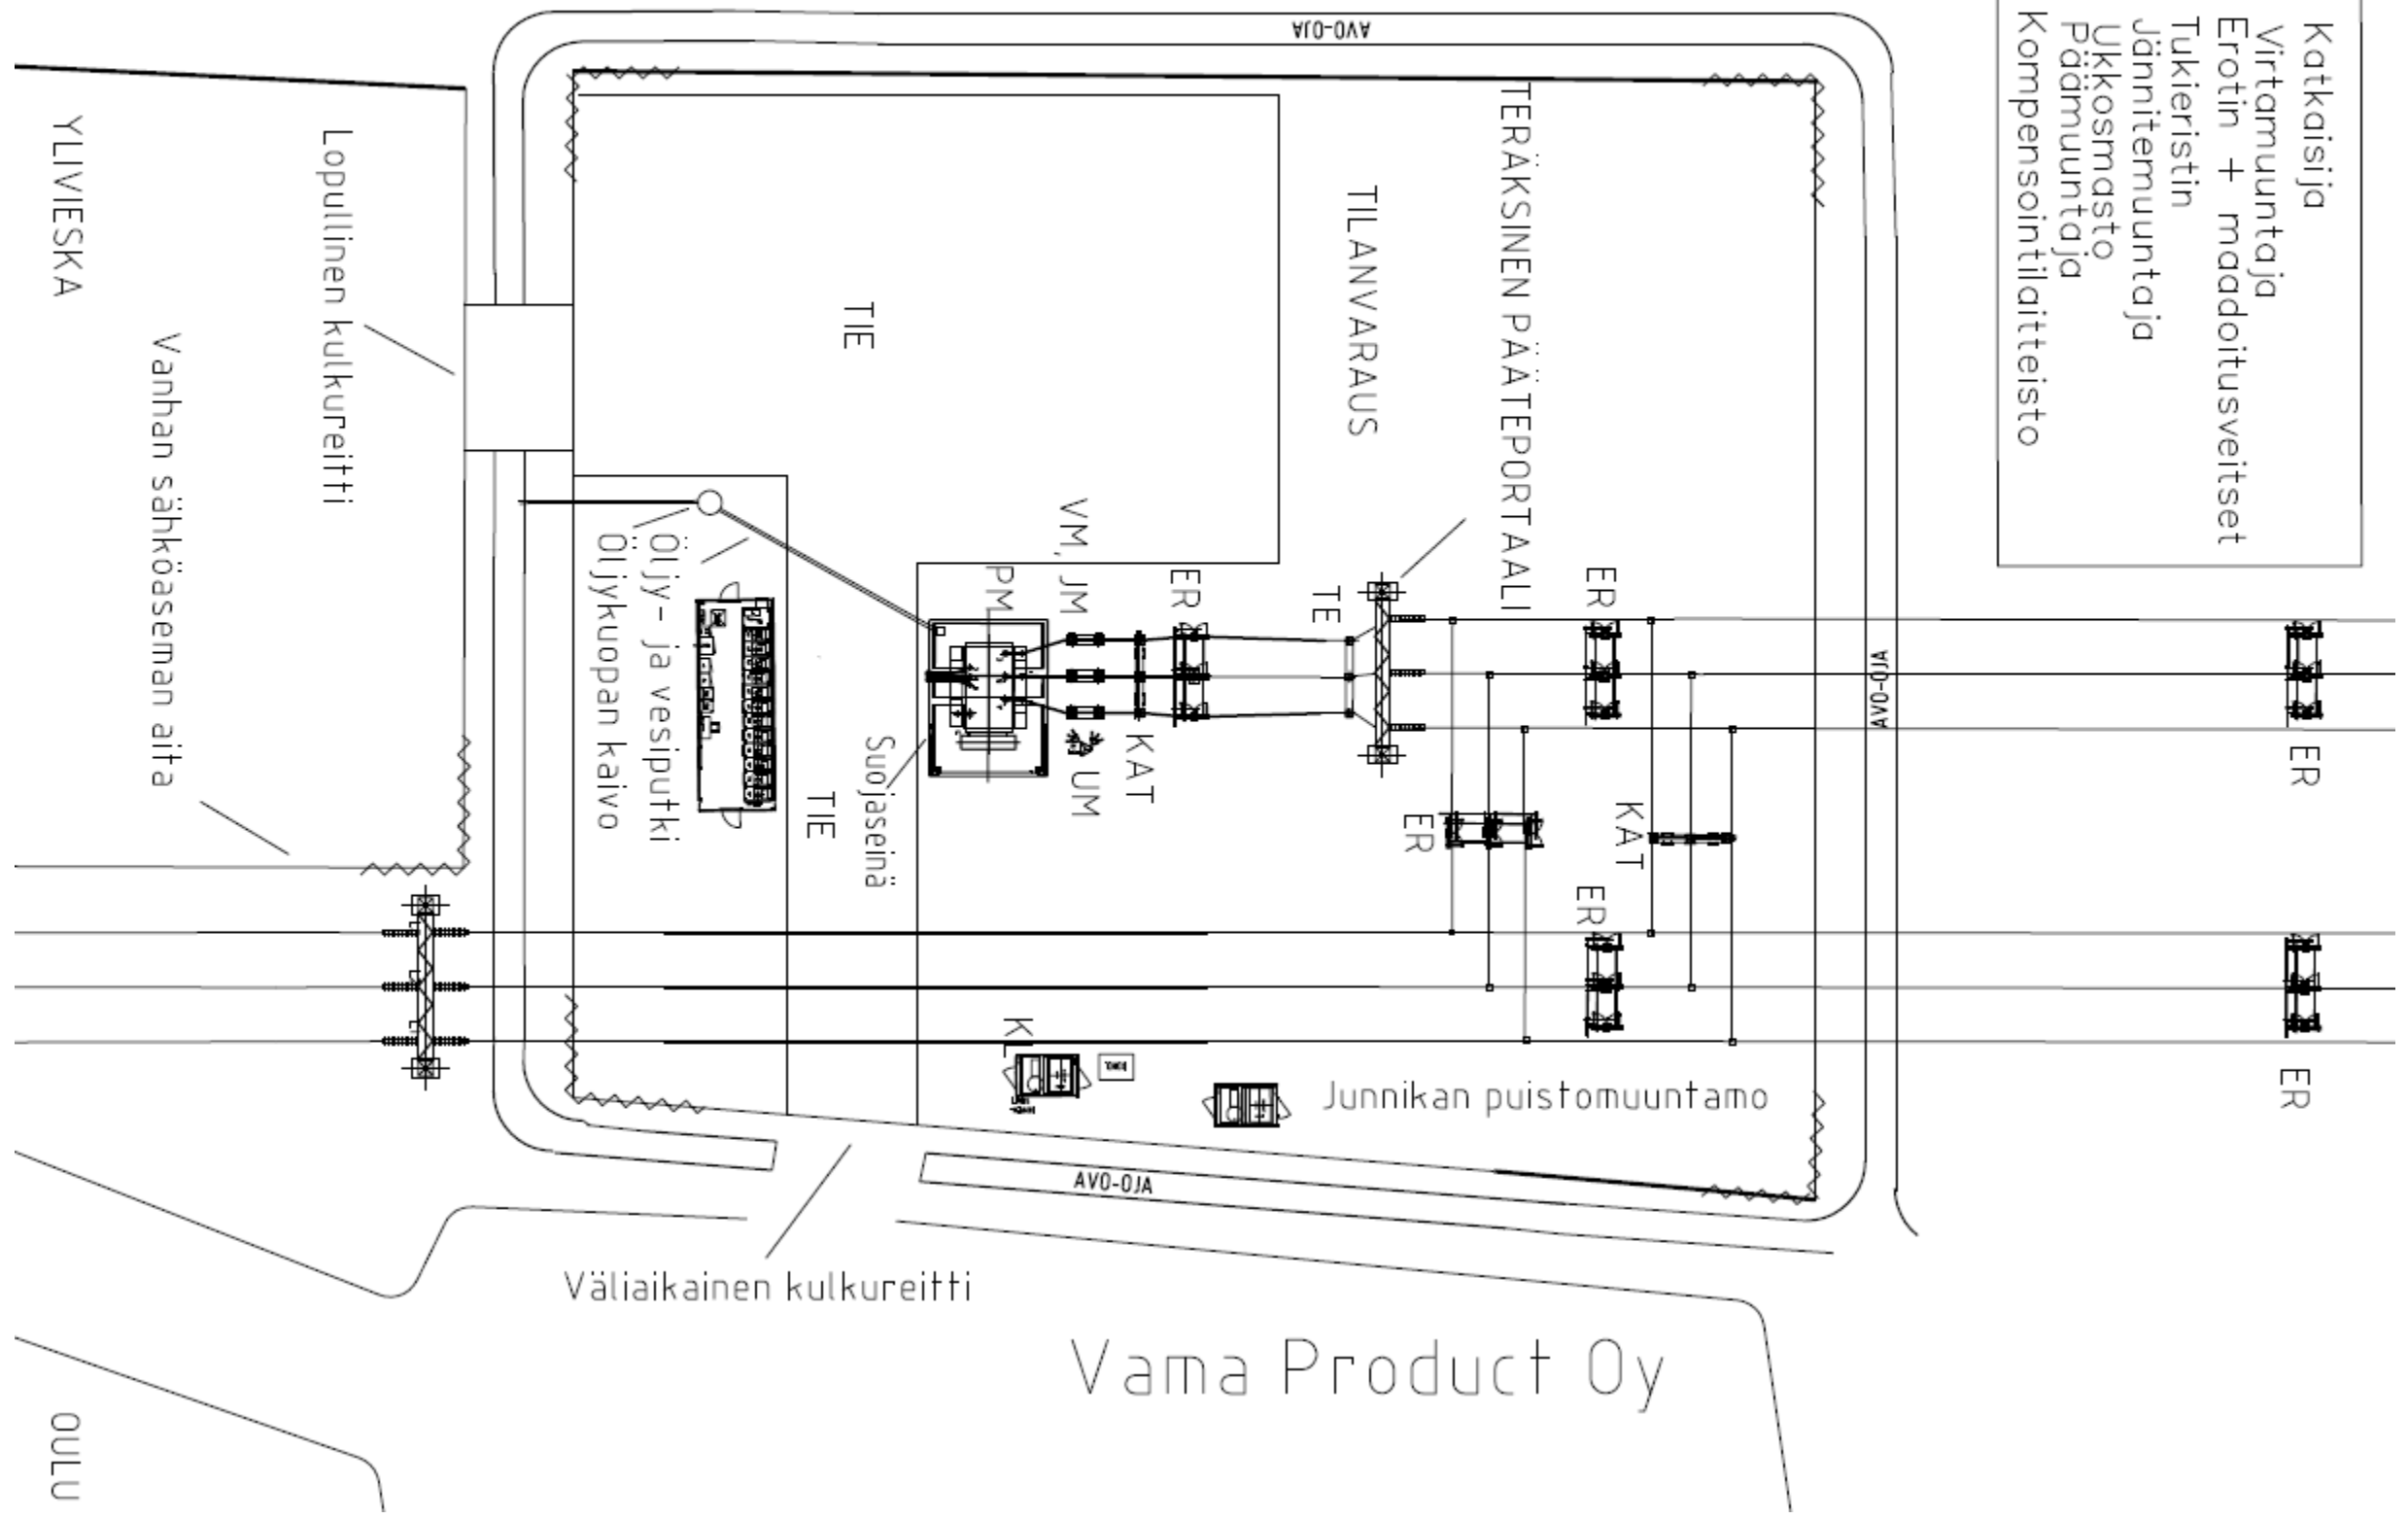 Katkaisija
Virtamuuntaja
Erotin + maadoitusveitset
Tukieristin
Jännitemuuntaja
Ukkosmasto
Päämuuntaja
Kompensointilaitteisto
AVO-OJA
TERÄKSINEN PÄÄTEPORTAALI
TILANVARAUS
TIE
Lopullinen kulkureitti
YLIVIESKA
Vanhan sähköaseman aita
Öljy- ja vesiputki
Öljykuopan kaivo
VM, JM
PM
ER
TE
ER
AVO-OJA
ER
UM
KAT
Suojaseinä
TIE
ER
KAT
ER
ER
K
Junnikan puistomuuntamo
AVO-OJA
Väliaikainen kulkureitti
Vama Product Oy
OULU